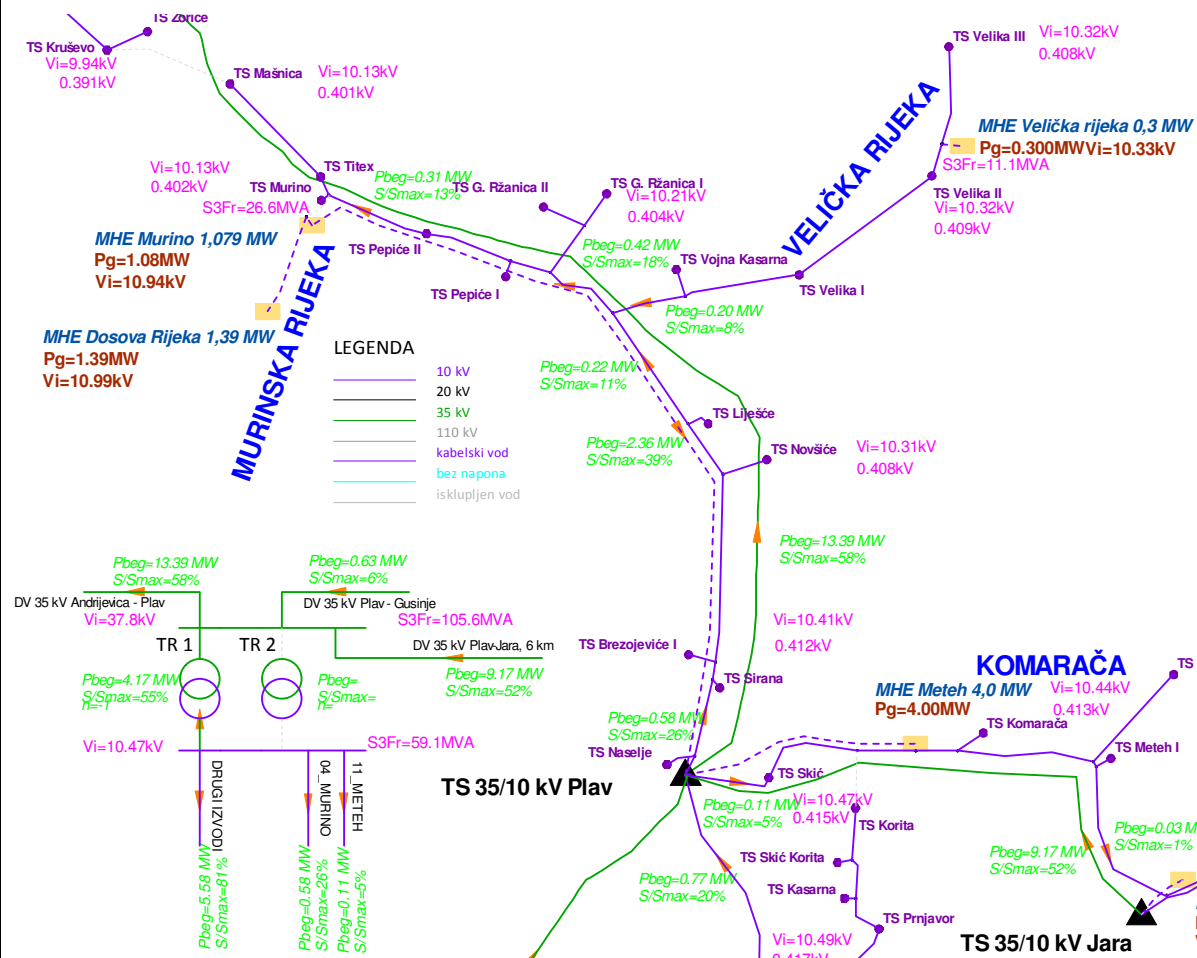 TS Zorice
TS Kruševo
Vi=9.94kV
0.391kV
TS Mašnica
Vi=10.13kV
0.401kV
TS Velika III
Vi=10.32kV
0.408kV
VELIČKA RIJEKA
MHE Velička rijeka 0,3 MW
Pg=0.300MW
Vi=10.33kV
S3Fr=11.1MVA
TS Velika II
Vi=10.32kV
0.409kV
Vi=10.13kV
0.402kV
TS Titex
TS Murino
S3Fr=26.6MVA
Pbeg=0.31 MW
S/Smax=13%
TS G. Ržanica II
TS G. Ržanica I
Vi=10.21kV
0.404kV
MHE Murino 1,079 MW
Pg=1.08MW
Vi=10.94kV
TS Pepiće II
TS Pepiće I
Pbeg=0.42 MW
S/Smax=18%
TS Vojna Kasarna
TS Velika I
Pbeg=0.20 MW
S/Smax=8%
MHE Dosova Rijeka 1,39 MW
Pg=1.39MW
Vi=10.99kV
MURINSKA RIJEKA
LEGENDA
10 kV
20 kV
35 kV
110 kV
kabelski vod
bez napona
isklupljen vod
Pbeg=0.22 MW
S/Smax=11%
TS Liješće
Pbeg=2.36 MW
S/Smax=39%
TS Novšiće
Vi=10.31kV
0.408kV
Pbeg=13.39 MW
S/Smax=58%
Pbeg=13.39 MW
S/Smax=58%
Pbeg=0.63 MW
S/Smax=6%
DV 35 kV Andrijevica - Plav
DV 35 kV Plav - Gusinje
Vi=37.8kV
S3Fr=105.6MVA
TR 1
TR 2
DV 35 kV Plav-Jara, 6 km
Pbeg=9.17 MW
S/Smax=52%
Pbeg=4.17 MW
S/Smax=55%
n=-1
Pbeg=
S/Smax=
n=
Vi=10.47kV
S3Fr=59.1MVA
DRUGI IZVODI
04_MURINO
11_METEH
Pbeg=5.58 MW
S/Smax=81%
Pbeg=0.58 MW
S/Smax=26%
Pbeg=0.11 MW
S/Smax=5%
TS Brezojeviće I
Vi=10.41kV
0.412kV
TS Sirana
Pbeg=0.58 MW
S/Smax=26%
TS Naselje
TS 35/10 kV Plav
KOMARAČA
MHE Meteh 4,0 MW
Pg=4.00MW
Vi=10.44kV
0.413kV
TS
TS Komarača
TS Meteh I
TS Skić
Pbeg=0.11 MW
S/Smax=5%
Vi=10.47kV
0.415kV
TS Korita
TS Skić Korita
TS Kasarna
TS Prnjavor
Pbeg=0.77 MW
S/Smax=20%
Vi=10.49kV
0.417kV
Pbeg=9.17 MW
S/Smax=52%
Pbeg=0.03 M
S/Smax=1%
TS 35/10 kV Jara